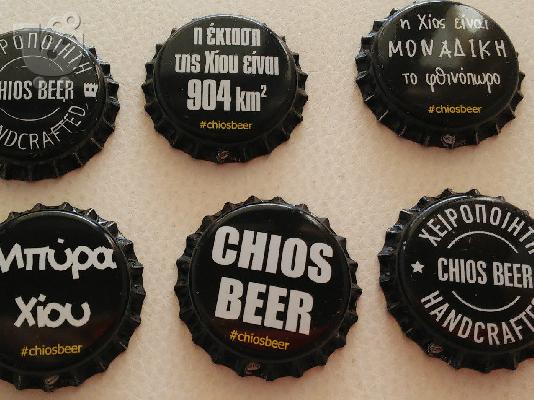 ΧΕΙΡΟΠΟΙΗΤΗ
CHIOS BEER
HANDCRAFTED
η έκταση
της Χίου είναι
904 km²
#chiosbeer
η Χίος είναι
ΜΟΝΑΔΙΚΗ
το φθινόπωρο
#chiosbeer
Μπύρα
Χίου
#chiosbeer
CHIOS
BEER
#chiosbeer
ΧΕΙΡΟΠΟΙΗΤΗ
CHIOS BEER
HANDCRAFTED